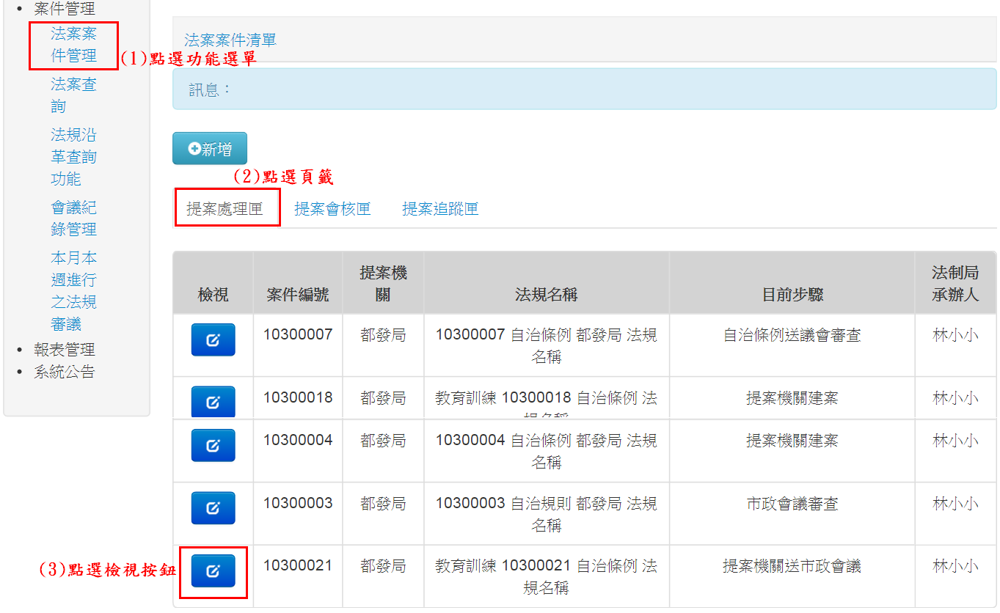 案件管理
法案案
件管理
(1)點選功能選單
法案查
詢
法規沿
革查詢
功能
會議紀
錄管理
本月本
週進行
之法規
審議
報表管理
系統公告
法案案件清單
訊息：
新增
(2)點選頁籤
提案處理匣 提案會核匣 提案追蹤匣
檢視 案件編號 提案機 法規名稱 目前步驟 法制局
關 承辦人
10300007 都發局 10300007 自治條例 都發局 法規 自治條例送議會審查 林小小
名稱
10300018 都發局 教育訓練 10300018 自治條例 法 提案機關建案 林小小
規名稱
10300004 都發局 10300004 自治條例 都發局 法規 提案機關建案 林小小
名稱
10300003 都發局 10300003 自治規則 都發局 法規 市政會議審查 林小小
名稱
(3)點選檢視按鈕 10300021 都發局 教育訓練 10300021 自治條例 法 提案機關送市政會議 林小小
規名稱